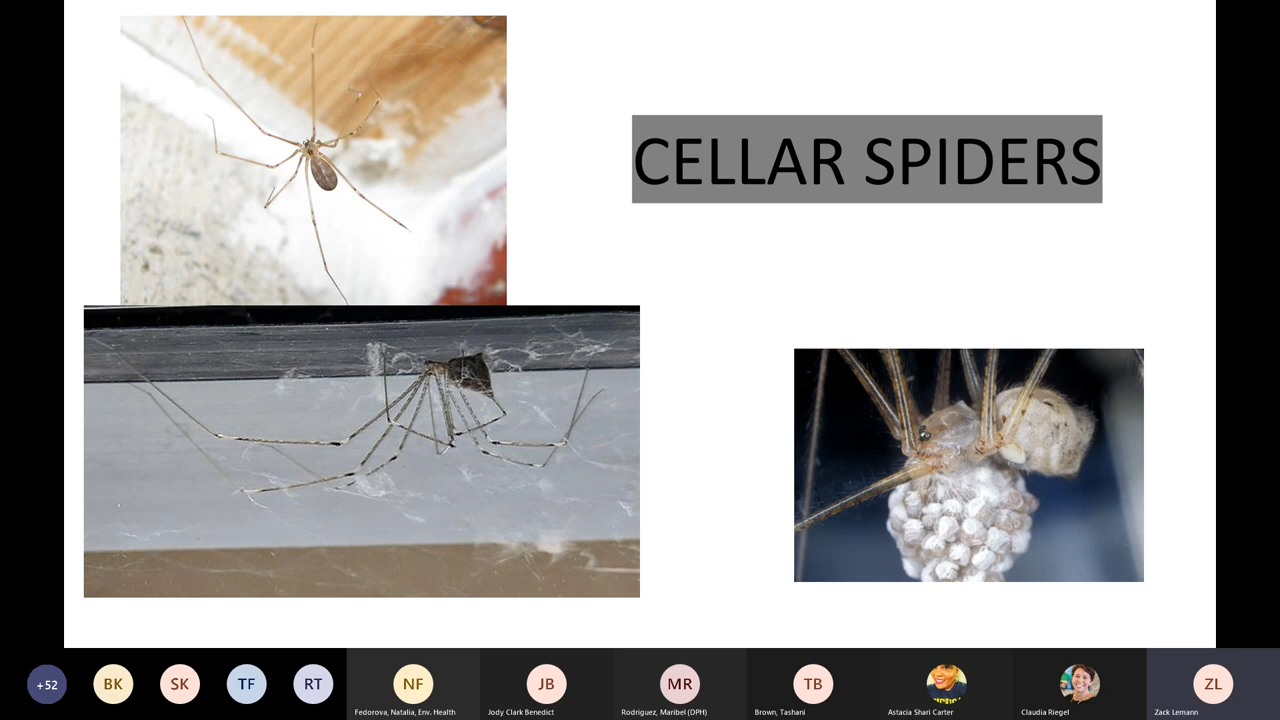 CELLAR SPIDERS
+52
BK
SK
TF
RT
NF
JB
MR
TB
ZL
Fedorova, Natalia, Env. Health
Jody Clark Benedict
Rodriguez, Maribel (DPH)
Brown, Tashani
Astacia Shari Carter
Claudia Riegel
Zack Lemann